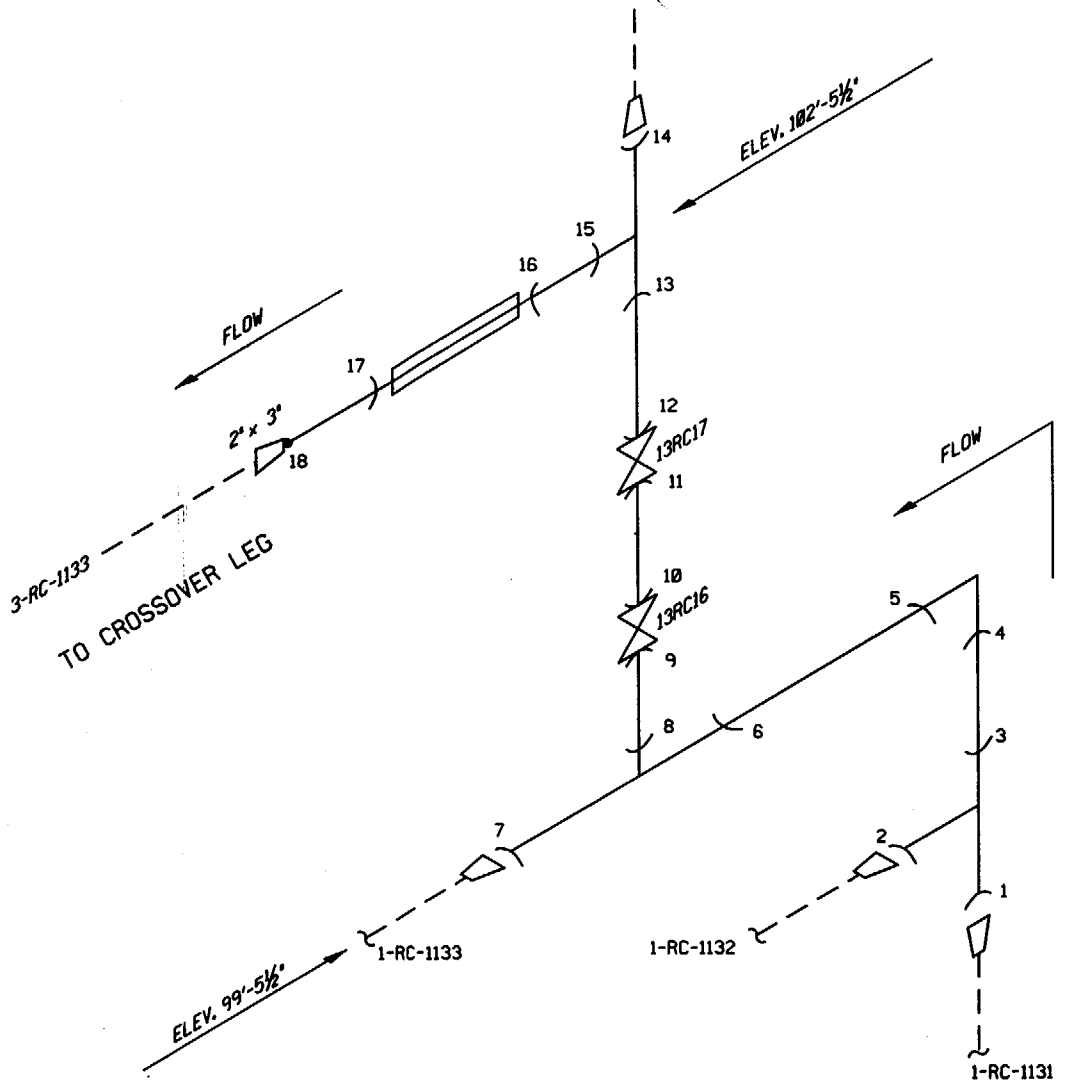 14
ELEV. 102'-5½"
15
16
13
FLOW
17
12
13RC17
2" x 3"
18
11
FLOW
3-RC-1133
TO CROSSOVER LEG
10
13RC16
5
4
9
8
6
3
7
2
1
1-RC-1133
1-RC-1132
ELEV. 99'-5½"
1-RC-1131